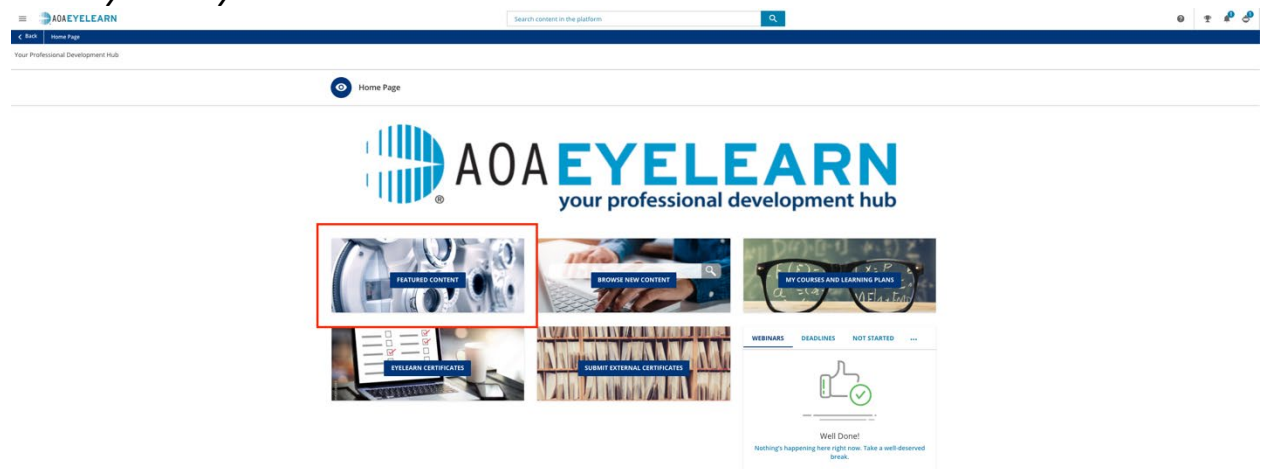 AOAEYELEARN
Search content in the platform
Back Home Page
Your Professional Development Hub
Home Page
AOAEYELEARN
®
your professional development hub
FEATURED CONTENT
BROWSE NEW CONTENT
MY COURSES AND LEARNING PLANS
EYELEARN CERTIFICATES
SUBMIT EXTERNAL CERTIFICATES
WEBINARS DEADLINES NOT STARTED ...
Well Done!
Nothing's happening here right now. Take a well-deserved
break.